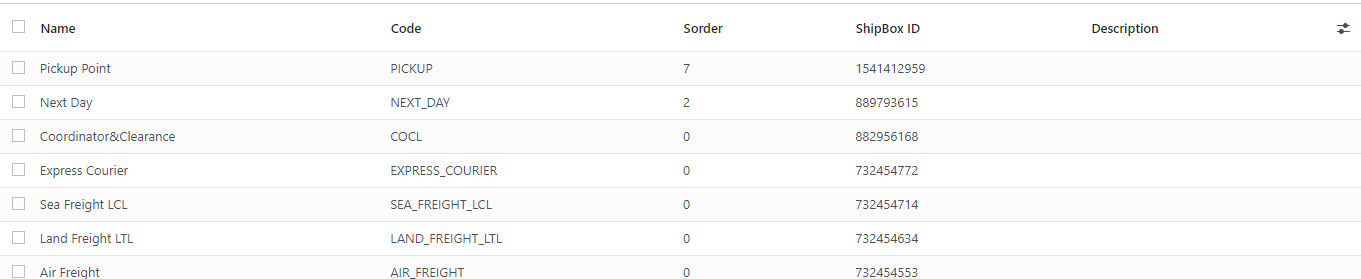 Name Code Sorder ShipBox ID Description
Pickup Point PICKUP 7 1541412959
Next Day NEXT_DAY 2 889793615
Coordinator&Clearance COCL 0 882956168
Express Courier EXPRESS_COURIER 0 732454772
Sea Freight LCL SEA_FREIGHT_LCL 0 732454714
Land Freight LTL LAND_FREIGHT_LTL 0 732454634
Air Freight AIR_FREIGHT 0 732454553